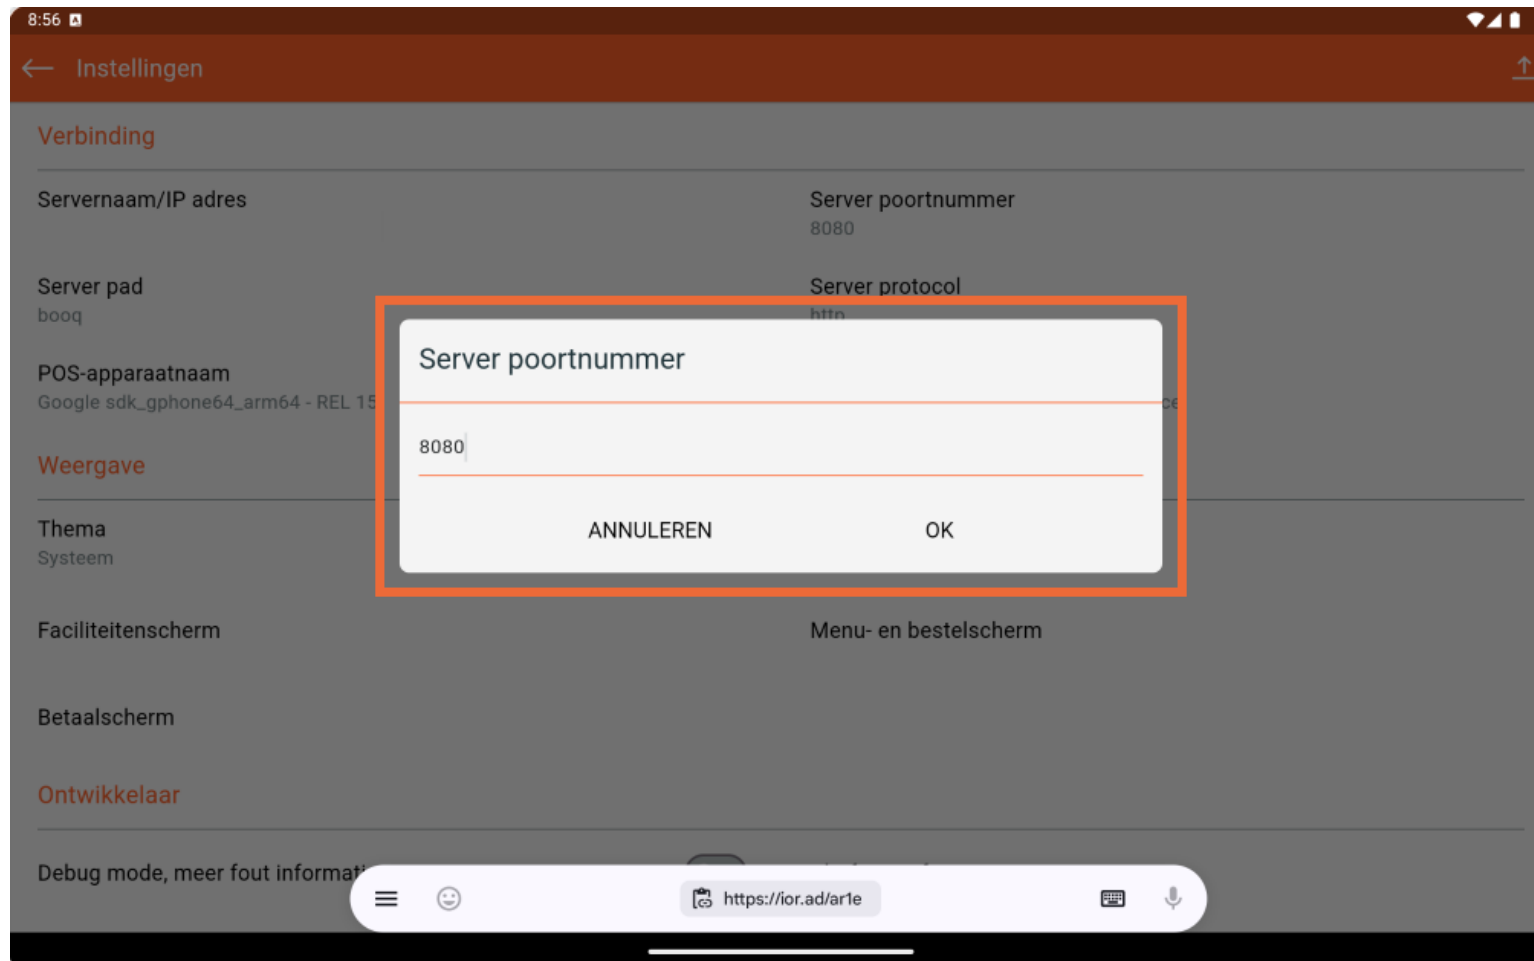 8:56
Instellingen
Verbinding
Servernaam/IP adres
Server poortnummer
8080
Server pad
booq
Server protocol
http
POS-apparaatnaam
Google sdk_gphone64_arm64 - REL 15
Server poortnummer
8080
ANNULEREN OK
Weergave
Thema
Systeem
Faciliteitenscherm
Menu- en bestelscherm
Betaalscherm
Ontwikkelaar
Debug mode, meer fout informati
https://ior.ad/ar1e